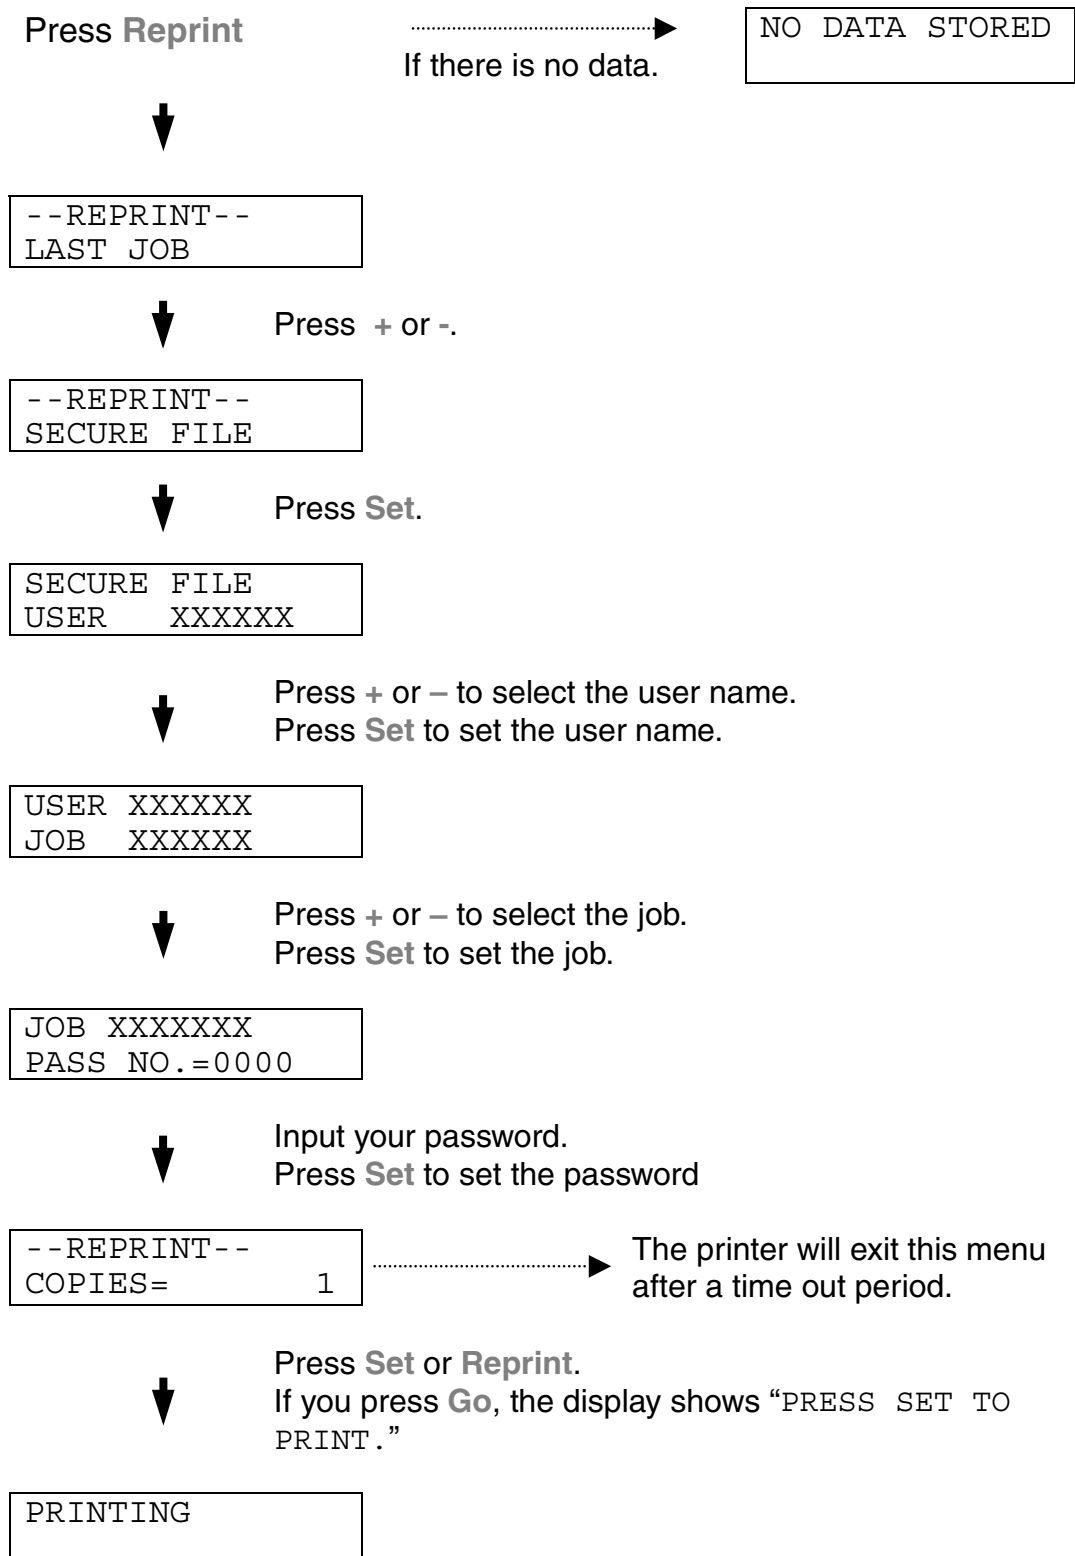 Press Reprint
If there is no data.
NO DATA STORED
--REPRINT--
LAST JOB
Press + or -.
--REPRINT--
SECURE FILE
Press Set.
SECURE FILE
USER XXXXXX
Press + or – to select the user name.
Press Set to set the user name.
USER XXXXXX
JOB XXXXXX
Press + or – to select the job.
Press Set to set the job.
JOB XXXXXXX
PASS NO.=0000
Input your password.
Press Set to set the password
--REPRINT--
COPIES= 1
The printer will exit this menu
after a time out period.
Press Set or Reprint.
If you press Go, the display shows “PRESS SET TO
PRINT.”
PRINTING